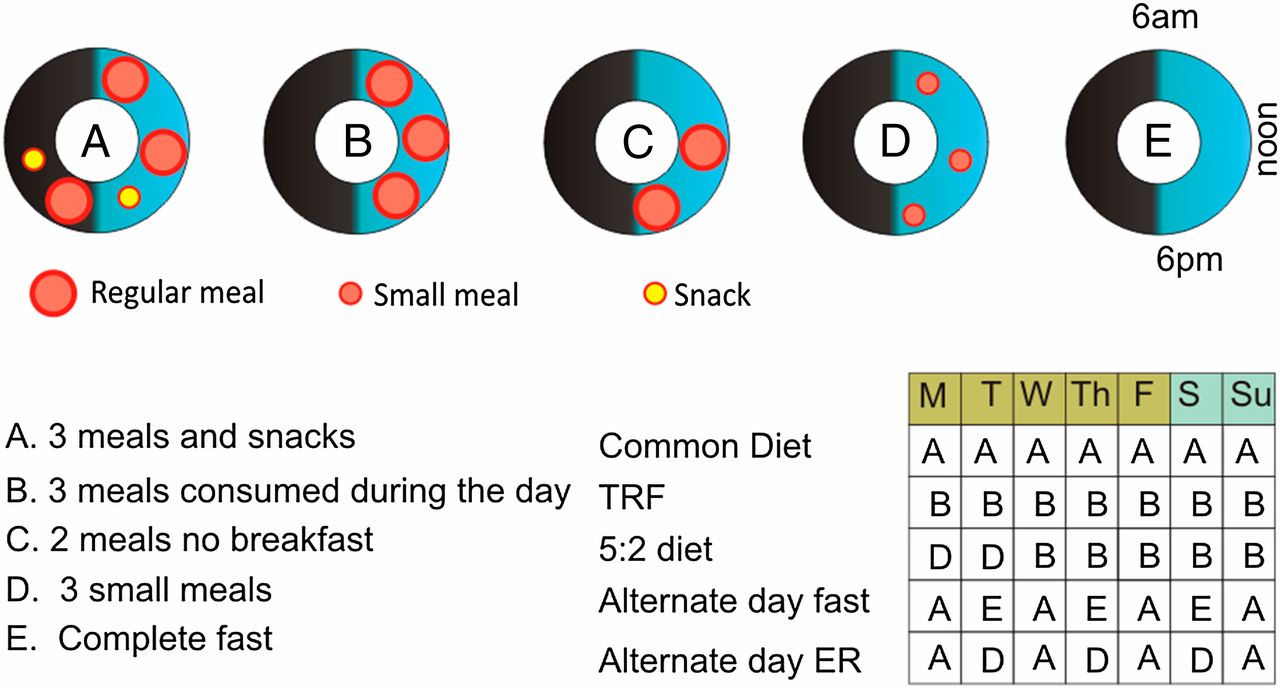 6am
A B C D E noon
6pm
Regular meal Small meal Snack
A. 3 meals and snacks
B. 3 meals consumed during the day
C. 2 meals no breakfast
D. 3 small meals
E. Complete fast
M T W Th F S Su
Common Diet A A A A A A A
TRF B B B B B B B
5:2 diet D D B B B B B
Alternate day fast A E A E A E A
Alternate day ER A D A D A D A